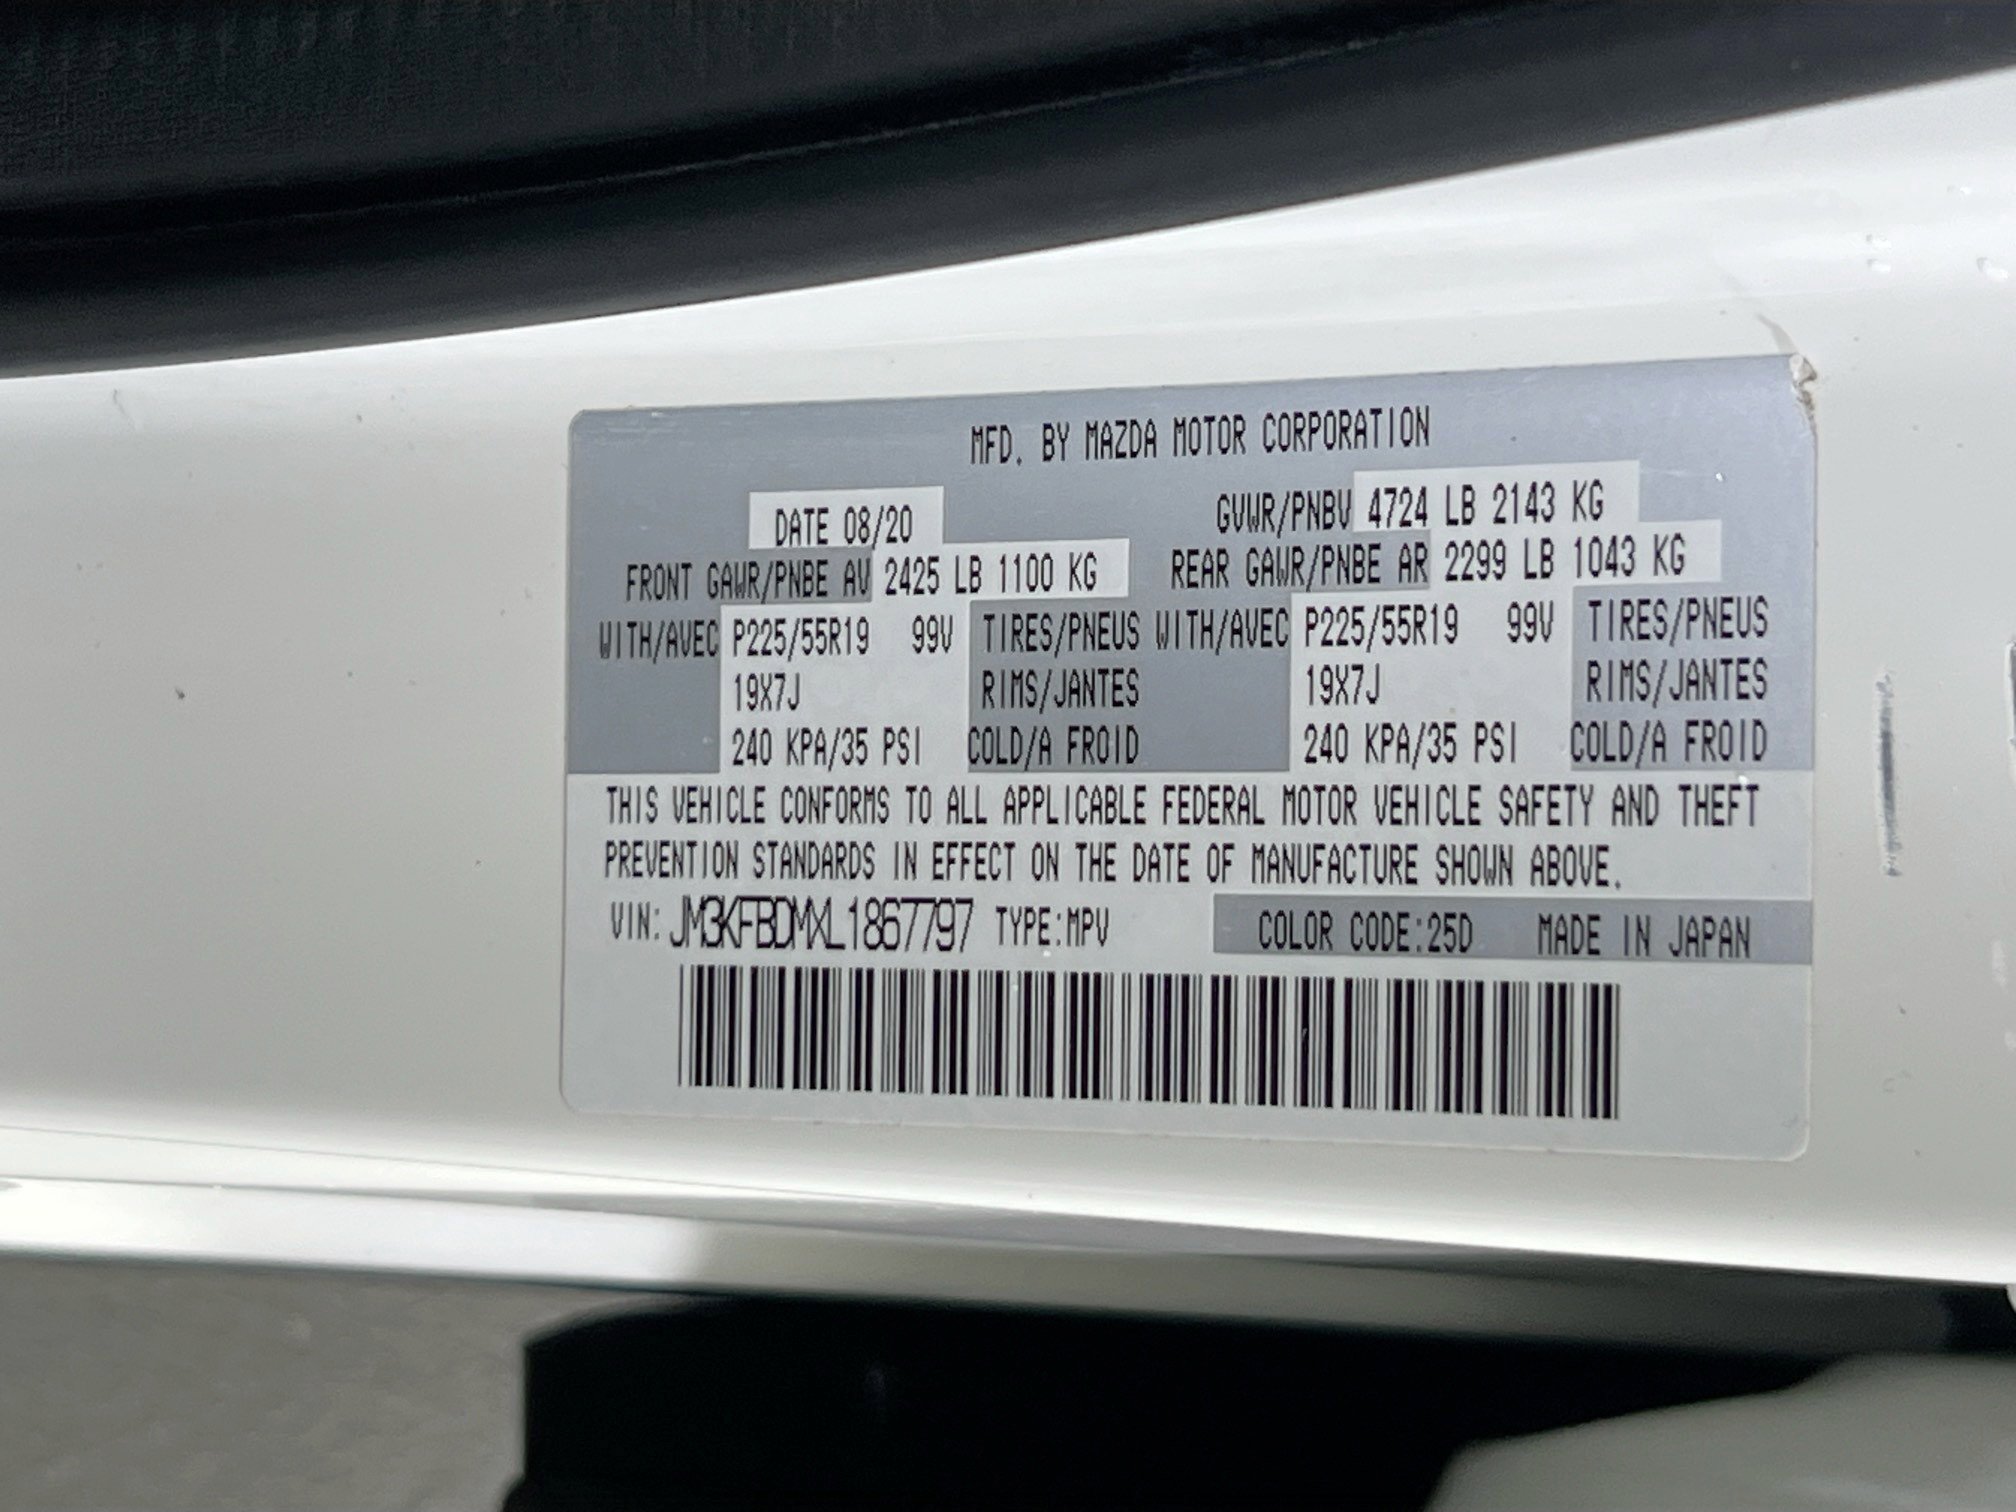 MFD. BY MAZDA MOTOR CORPORATION
DATE 08/20 GVWR/PNBV 4724 LB 2143 KG
FRONT GAWR/PNBE AV 2425 LB 1100 KG REAR GAWR/PNBE AR 2299 LB 1043 KG
WITH/AVEC P225/55R19 99V TIRES/PNEUS WITH/AVEC P225/55R19 99V TIRES/PNEUS
19X7J RIMS/JANTES 19X7J RIMS/JANTES
240 KPA/35 PSI COLD/A FROID 240 KPA/35 PSI COLD/A FROID
THIS VEHICLE CONFORMS TO ALL APPLICABLE FEDERAL MOTOR VEHICLE SAFETY AND THEFT
PREVENTION STANDARDS IN EFFECT ON THE DATE OF MANUFACTURE SHOWN ABOVE.
VIN: JM3KFBDMXL1867797 TYPE:MPV COLOR CODE:25D MADE IN JAPAN